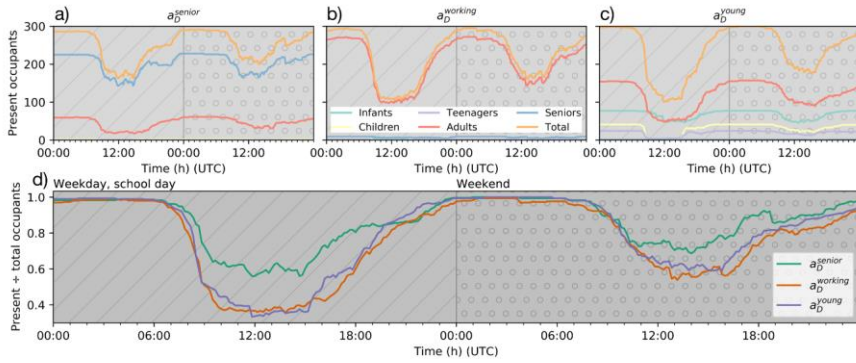 a) a_D^senior b) a_D^working c) a_D^young
Present occupants
300
200
100
0
Infants Teenagers Seniors
Children Adults Total
00:00 12:00 00:00 12:00 00:00 12:00 00:00 12:00 00:00 12:00 00:00 12:00
Time (h) (UTC) Time (h) (UTC) Time (h) (UTC)
d) Weekday, school day Weekend
Present + total occupants
1.0
0.8
0.6
0.4
a_D^senior
a_D^working
a_D^young
00:00 06:00 12:00 18:00 00:00 06:00 12:00 18:00
Time (h) (UTC)